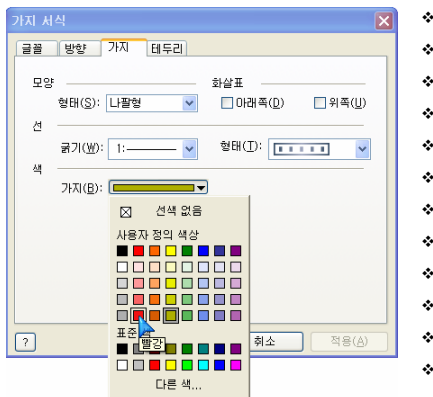 가지 서식
글꼴 방향 가지 테두리
모양 화살표
형태(S): 나팔형 아래쪽(D) 위쪽(U)
선
굵기(W): 1: 형태(T):
색
가지(B):
선색 없음
사용자 정의 색상
표준
빨강
다른 색...
? 취소 적용(A)